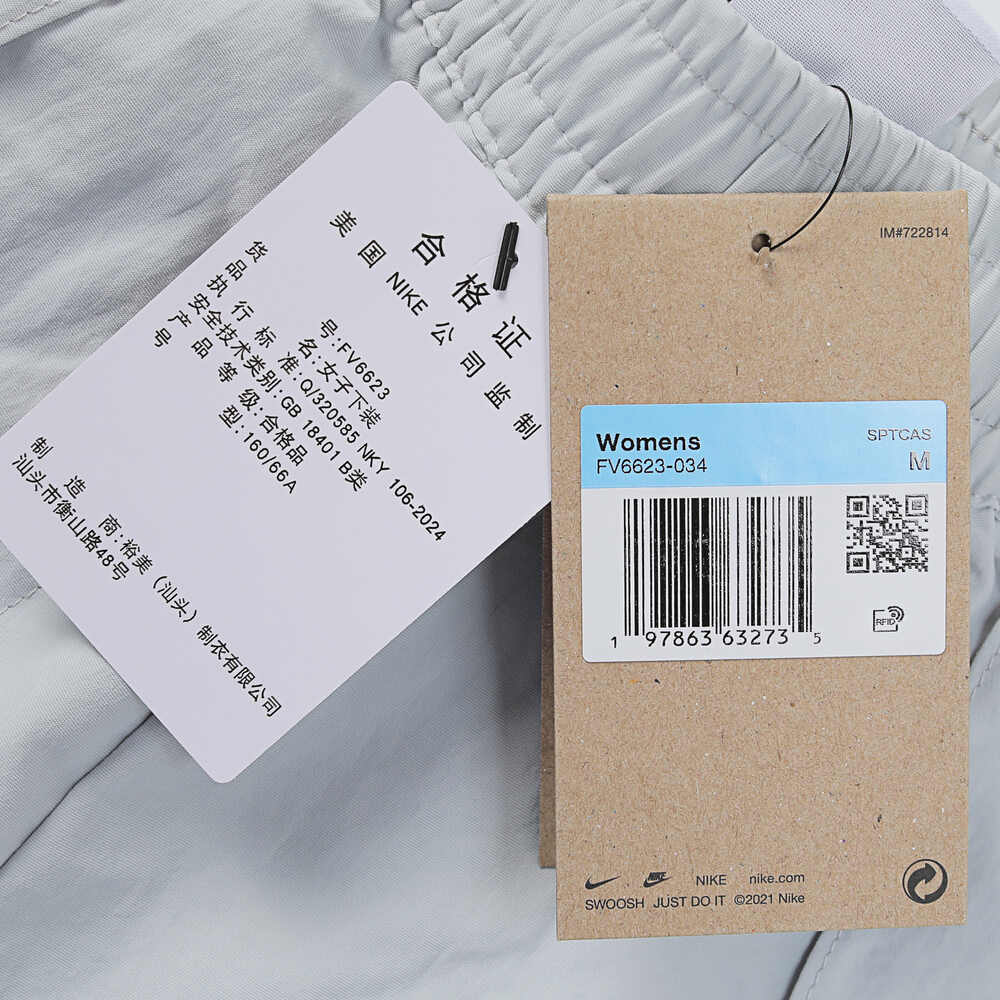 合格证
美国NIKE公司监制
货号:FV6623
品名:女子下装
执行标准:Q/320585 NKY 106-2024
安全技术类别:GB 18401 B类
产品等级:合格品
号型:160/66A
制造商:裕美（汕头）制衣有限公司
汕头市衡山路48号
IM#722814
Womens
SPTCAS
FV6623-034
M
1 97863 63273 5
RFID
NIKE NIKE nike.com
SWOOSH JUST DO IT ©2021 Nike